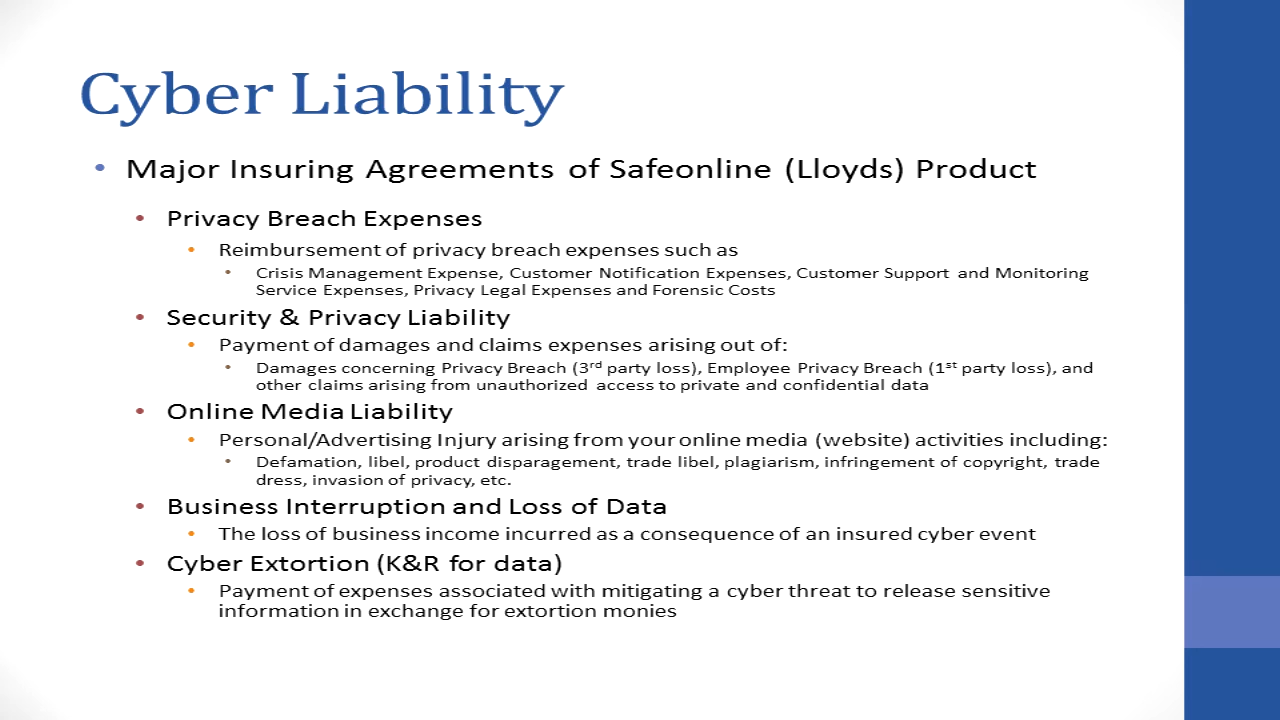 Cyber Liability
• Major Insuring Agreements of Safeonline (Lloyds) Product
• Privacy Breach Expenses
• Reimbursement of privacy breach expenses such as
• Crisis Management Expense, Customer Notification Expenses, Customer Support and Monitoring
Service Expenses, Privacy Legal Expenses and Forensic Costs
• Security & Privacy Liability
• Payment of damages and claims expenses arising out of:
• Damages concerning Privacy Breach (3rd party loss), Employee Privacy Breach (1st party loss), and
other claims arising from unauthorized access to private and confidential data
• Online Media Liability
• Personal/Advertising Injury arising from your online media (website) activities including:
• Defamation, libel, product disparagement, trade libel, plagiarism, infringement of copyright, trade
dress, invasion of privacy, etc.
• Business Interruption and Loss of Data
• The loss of business income incurred as a consequence of an insured cyber event
• Cyber Extortion (K&R for data)
• Payment of expenses associated with mitigating a cyber threat to release sensitive
information in exchange for extortion monies